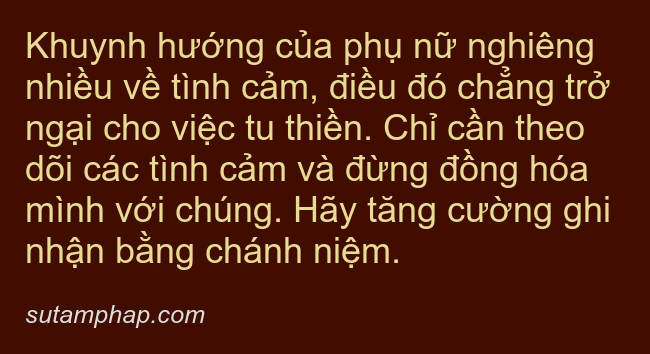 Khuynh hướng của phụ nữ nghiêng
nhiều về tình cảm, điều đó chẳng trở
ngại cho việc tu thiền. Chỉ cần theo
dõi các tình cảm và đừng đồng hóa
mình với chúng. Hãy tăng cường ghi
nhận bằng chánh niệm.
sutamphap.com